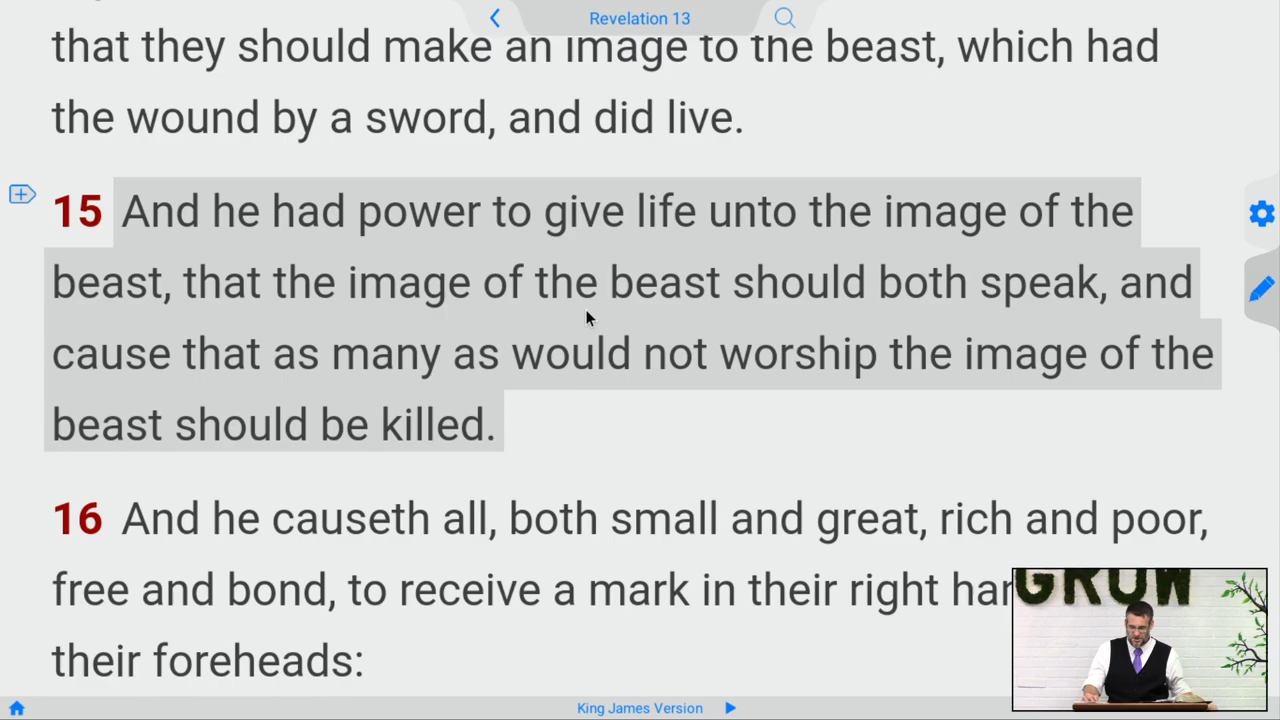 Revelation 13
that they should make an image to the beast, which had
the wound by a sword, and did live.
15 And he had power to give life unto the image of the
beast, that the image of the beast should both speak, and
cause that as many as would not worship the image of the
beast should be killed.
16 And he causeth all, both small and great, rich and poor,
free and bond, to receive a mark in their right har
their foreheads:
GROW
King James Version